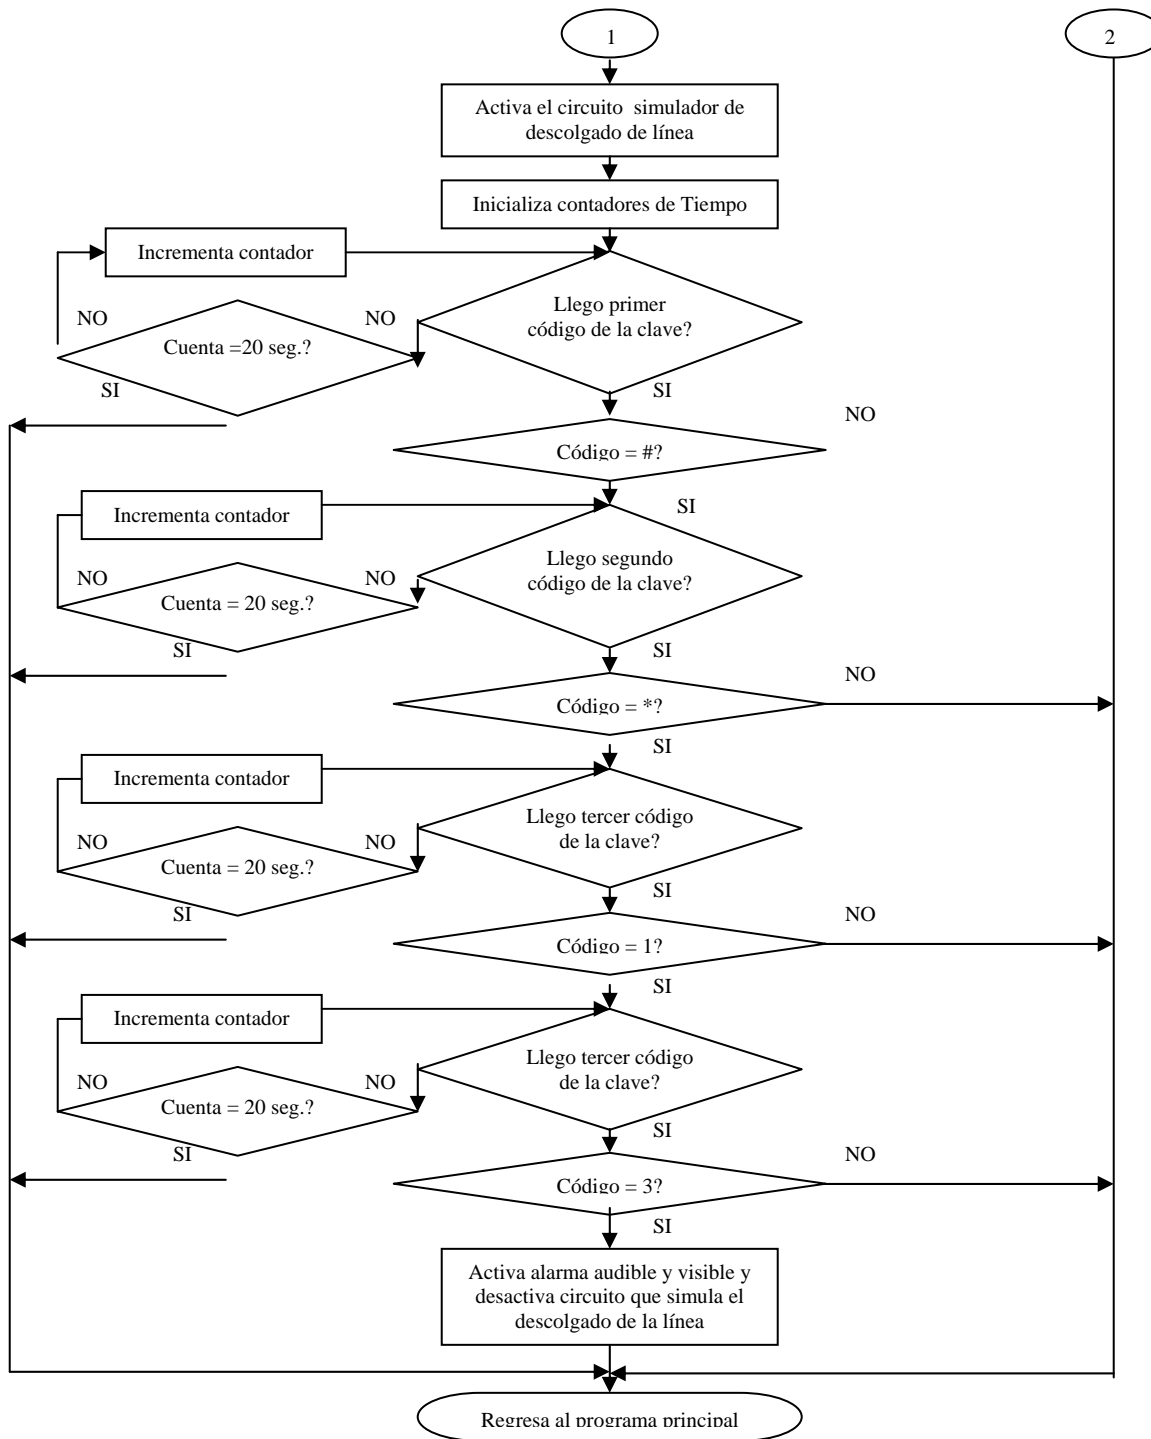 1
2
Activa el circuito simulador de
descolgado de línea
Inicializa contadores de Tiempo
Incrementa contador
Llego primer
código de la clave?
NO
NO
Cuenta =20 seg.?
SI
SI
NO
Código = #?
Incrementa contador
SI
Llego segundo
código de la clave?
NO
NO
Cuenta = 20 seg.?
SI
SI
NO
Código = *?
SI
Incrementa contador
Llego tercer código
de la clave?
NO
NO
Cuenta = 20 seg.?
SI
SI
NO
Código = 1?
SI
Incrementa contador
Llego tercer código
de la clave?
NO
NO
Cuenta = 20 seg.?
SI
SI
NO
Código = 3?
SI
Activa alarma audible y visible y
desactiva circuito que simula el
descolgado de la línea
Regresa al programa principal